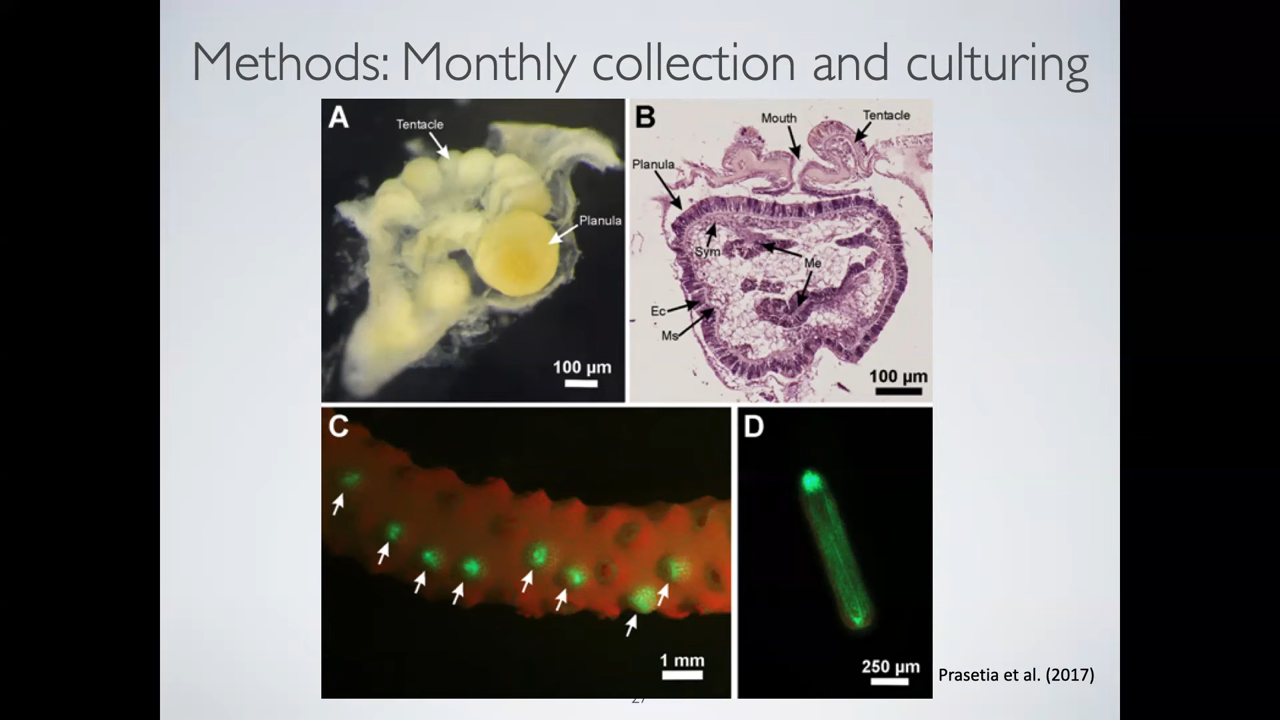 Methods: Monthly collection and culturing
A
Tentacle
Planula
100 µm
B
Mouth
Tentacle
Planula
Sym
Me
Ec
Ms
100 µm
C
1 mm
D
250 µm
Prasetia et al. (2017)